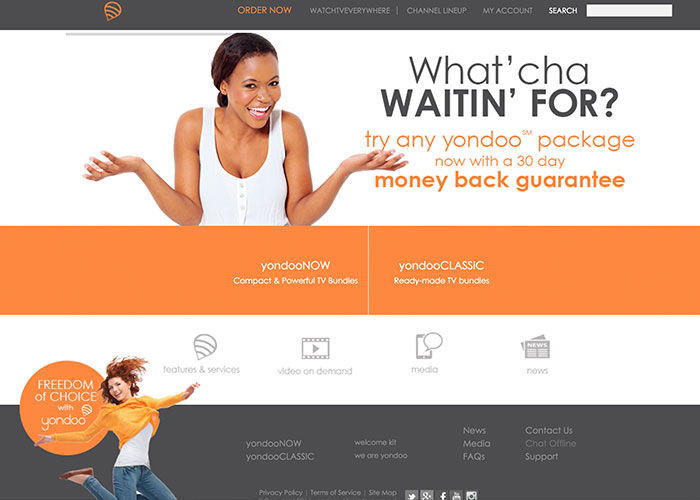 ORDER NOW
WATCHTVEVERYWHERE
CHANNEL LINEUP
MY ACCOUNT
SEARCH
What'cha
WAITIN' FOR?
try any yondoo℠ package
now with a 30 day
money back guarantee
yondooNOW
Compact & Powerful TV Bundles
yondooCLASSIC
Ready-made TV bundles
features & services
video on demand
media
NEWS
news
FREEDOM
of CHOICE
with
yondoo
yondooNOW
yondooCLASSIC
welcome kit
we are yondoo
News
Media
FAQs
Contact Us
Chat Offline
Support
Privacy Policy | Terms of Service | Site Map